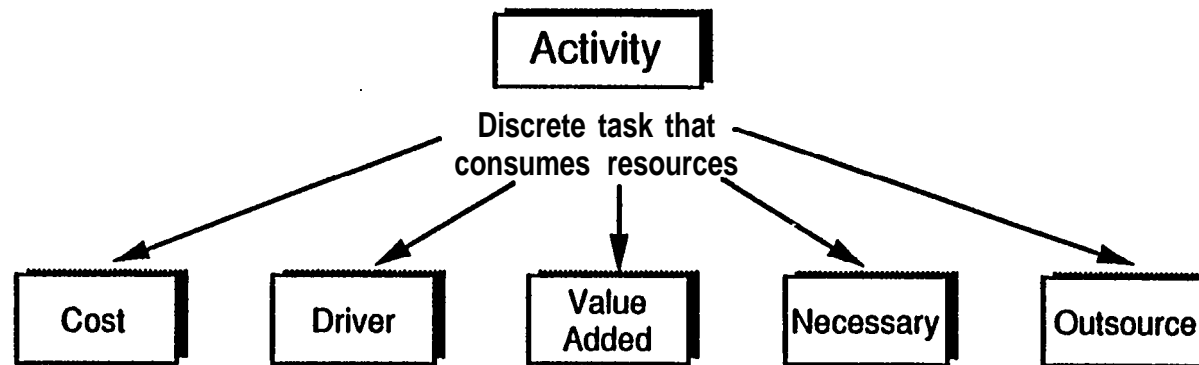 Activity
Discrete task that
consumes resources
Cost
Driver
Value
Added
Necessary
Outsource